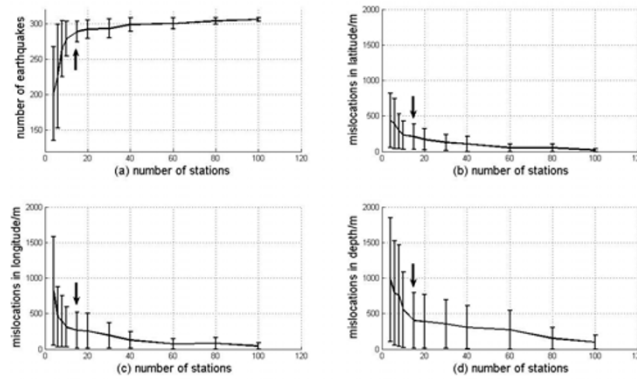 number of earthquakes
300
250
200
150
0 20 40 60 80 100 120
(a) number of stations
mislocations in latitude/m
2000
1500
1000
500
0
0 20 40 60 80 100 120
(b) number of stations
mislocations in longitude/m
2000
1500
1000
500
0
0 20 40 60 80 100 120
(c) number of stations
mislocations in depth/m
2000
1500
1000
500
0
0 20 40 60 80 100 120
(d) number of stations